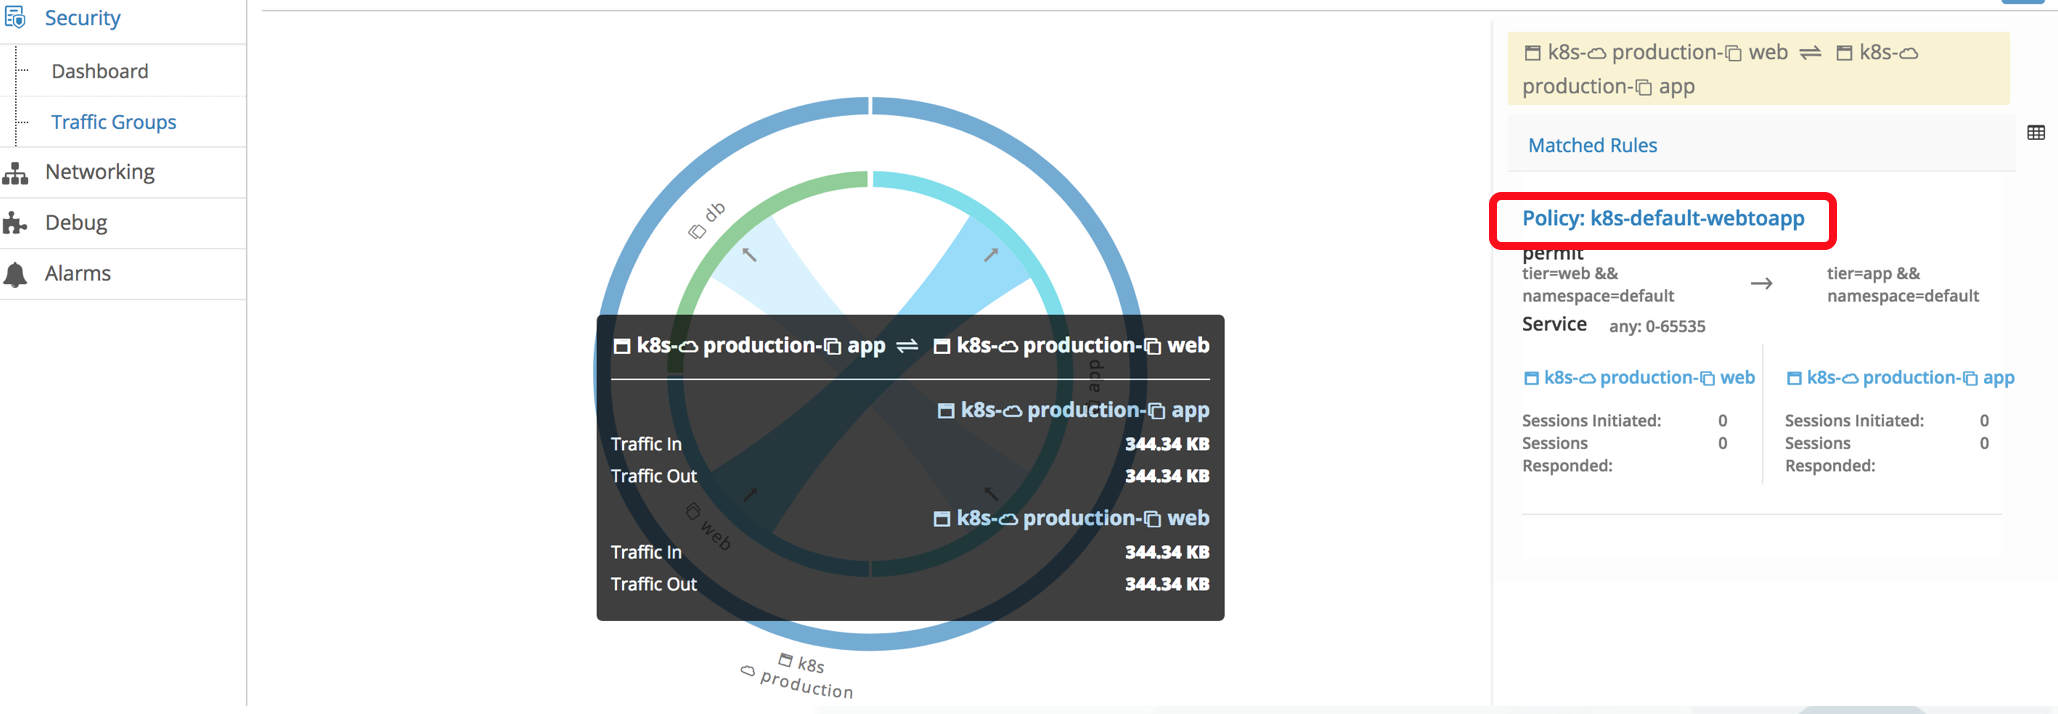 Security
Dashboard
Traffic Groups
Networking
Debug
Alarms
db
app
web
k8s
production
k8s- production- app ⇌ k8s- production- web
k8s- production- app
Traffic In 344.34 KB
Traffic Out 344.34 KB
k8s- production- web
Traffic In 344.34 KB
Traffic Out 344.34 KB
k8s- production- web ⇌ k8s-
production- app
Matched Rules
Policy: k8s-default-webtoapp
permit
tier=web && → tier=app &&
namespace=default namespace=default
Service any: 0-65535
k8s- production- web k8s- production- app
Sessions Initiated: 0 Sessions Initiated: 0
Sessions 0 Sessions 0
Responded: Responded: